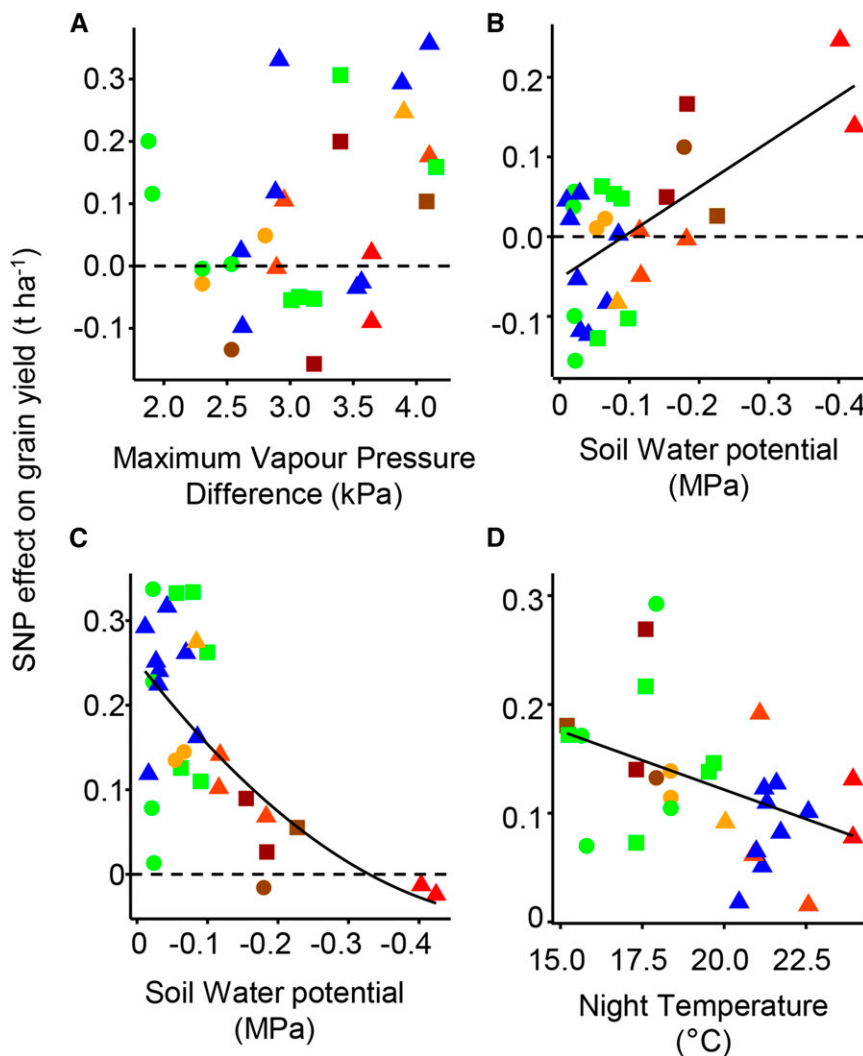 SNP effect on grain yield (t ha⁻¹)
A
0.3
0.2
0.1
0.0
-0.1
2.0 2.5 3.0 3.5 4.0
Maximum Vapour Pressure
Difference (kPa)
B
0.2
0.1
0.0
-0.1
0 -0.1 -0.2 -0.3 -0.4
Soil Water potential
(MPa)
C
0.3
0.2
0.1
0
0 -0.1 -0.2 -0.3 -0.4
Soil Water potential
(MPa)
D
0.3
0.2
0.1
0
15.0 17.5 20.0 22.5
Night Temperature
(°C)